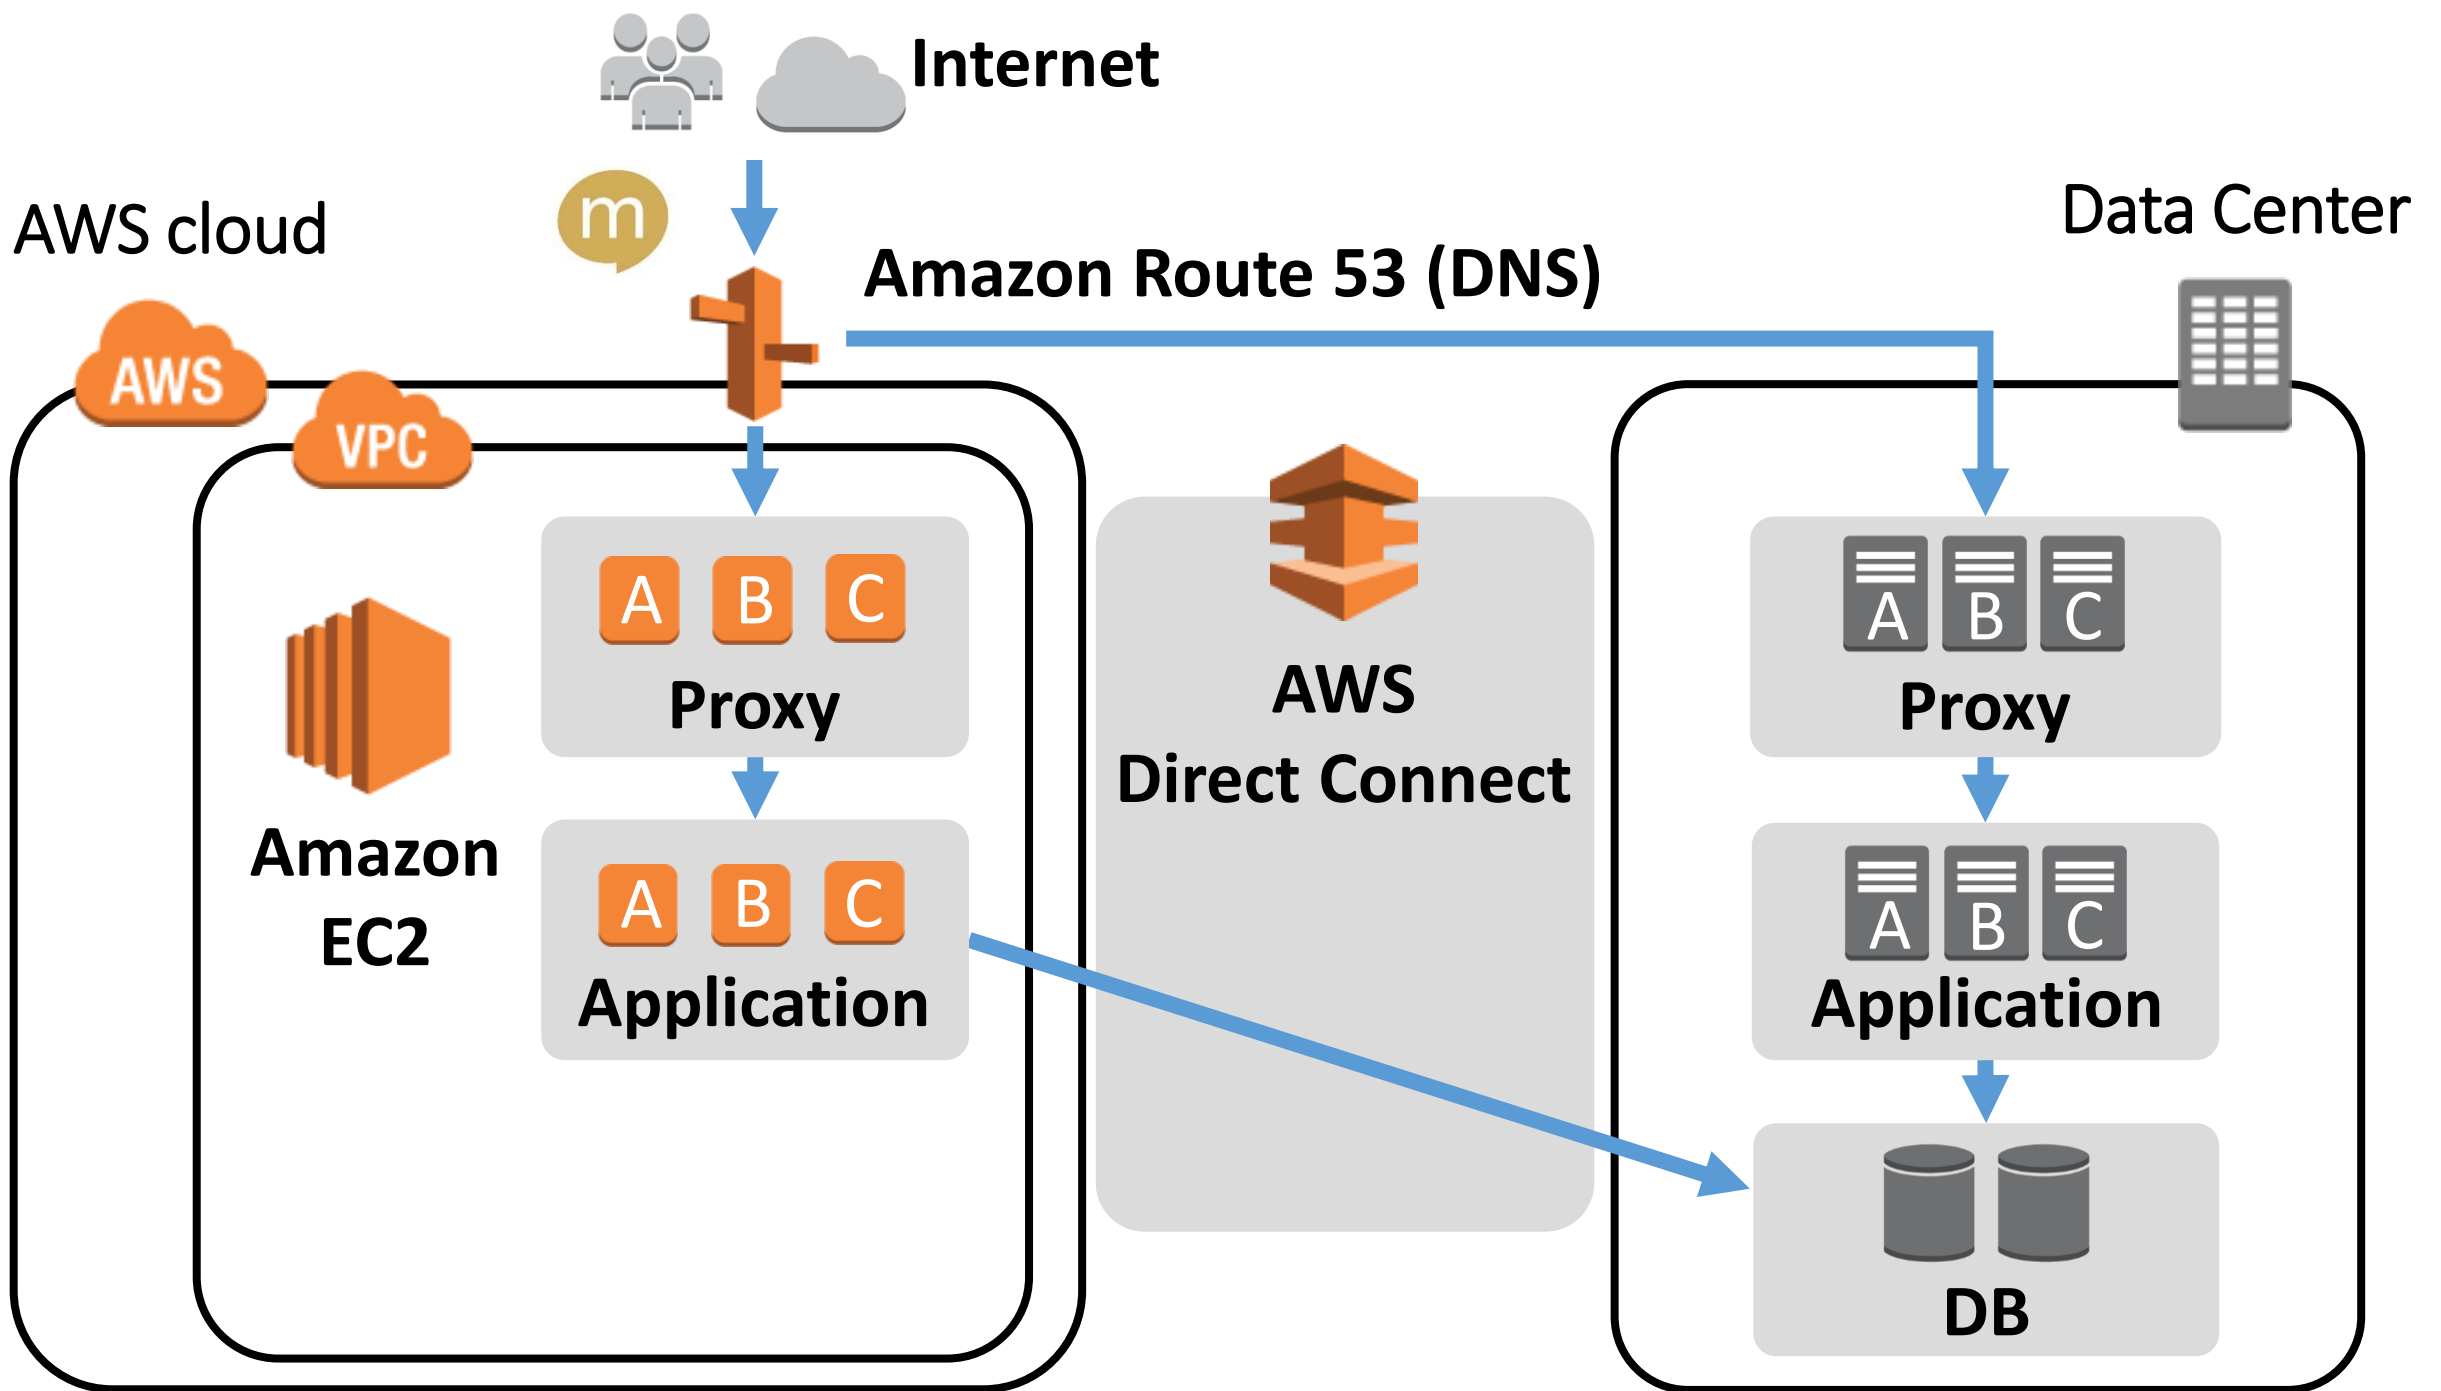 Internet
m
AWS cloud
Data Center
Amazon Route 53 (DNS)
AWS
VPC
A B C
Proxy
Amazon
EC2
A B C
Application
AWS
Direct Connect
A B C
Proxy
A B C
Application
DB